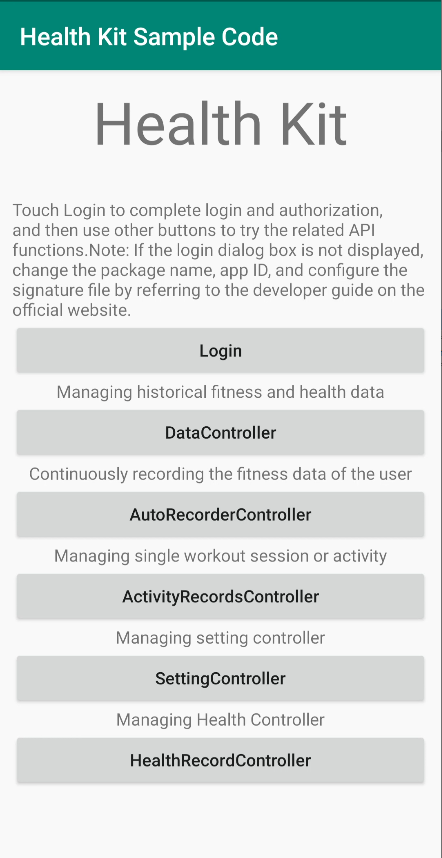 Health Kit Sample Code
Health Kit
Touch Login to complete login and authorization,
and then use other buttons to try the related API
functions.Note: If the login dialog box is not displayed,
change the package name, app ID, and configure the
signature file by referring to the developer guide on the
official website.
Login
Managing historical fitness and health data
DataController
Continuously recording the fitness data of the user
AutoRecorderController
Managing single workout session or activity
ActivityRecordsController
Managing setting controller
SettingController
Managing Health Controller
HealthRecordController